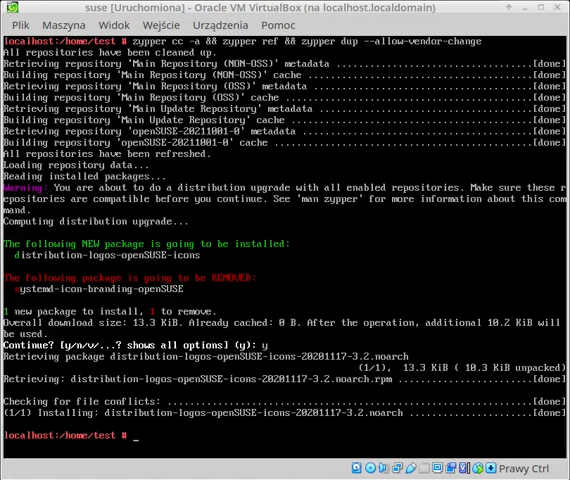 suse [Uruchomiona] - Oracle VM VirtualBox (na localhost.localdomain)
Plik Maszyna Widok Wejście Urządzenia Pomoc
localhost:/home/test # zypper cc -a && zypper ref && zypper dup --allow-vendor-change
All repositories have been cleaned up.
Retrieving repository 'Main Repository (NON-OSS)' metadata ...................................[done]
Building repository 'Main Repository (NON-OSS)' cache ........................................[done]
Retrieving repository 'Main Repository (OSS)' metadata .......................................[done]
Building repository 'Main Repository (OSS)' cache ............................................[done]
Retrieving repository 'Main Update Repository' metadata ......................................[done]
Building repository 'Main Update Repository' cache ...........................................[done]
Retrieving repository 'openSUSE-20211001-0' metadata .........................................[done]
Building repository 'openSUSE-20211001-0' cache ..............................................[done]
All repositories have been refreshed.
Loading repository data...
Reading installed packages...
Warning: You are about to do a distribution upgrade with all enabled repositories. Make sure these r
epositories are compatible before you continue. See 'man zypper' for more information about this com
mand.
Computing distribution upgrade...
The following NEW package is going to be installed:
distribution-logos-openSUSE-icons
The following package is going to be REMOVED:
systemd-icon-branding-openSUSE
1 new package to install, 1 to remove.
Overall download size: 13.3 KiB. Already cached: 0 B. After the operation, additional 10.2 KiB will
be used.
Continue? [y/n/v/...? shows all options] (y): y
Retrieving package distribution-logos-openSUSE-icons-20201117-3.2.noarch
(1/1), 13.3 KiB ( 10.3 KiB unpacked)
Retrieving: distribution-logos-openSUSE-icons-20201117-3.2.noarch.rpm ........................[done]
Checking for file conflicts: .................................................................[done]
(1/1) Installing: distribution-logos-openSUSE-icons-20201117-3.2.noarch ......................[done]
localhost:/home/test # _
Prawy Ctrl